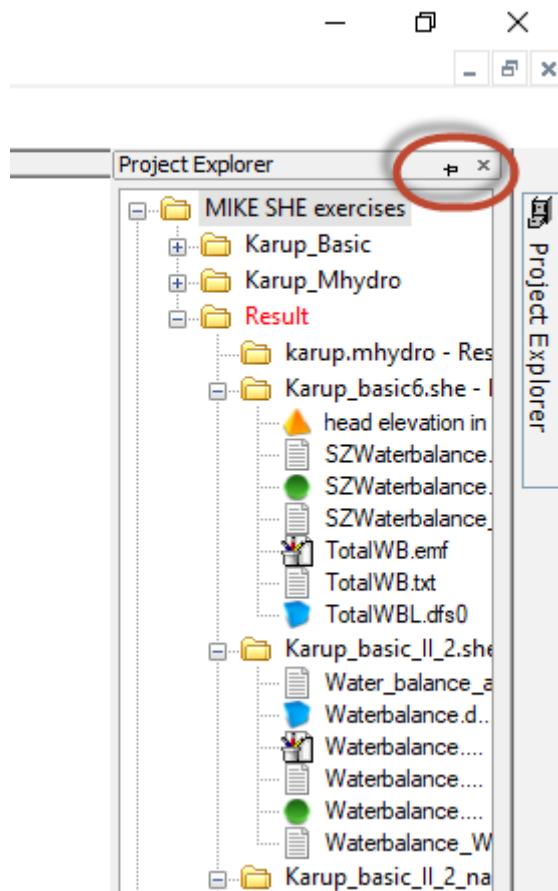 Project Explorer
MIKE SHE exercises
Karup_Basic
Karup_Mhydro
Result
karup.mhydro - Res
Karup_basic6.she - 
head elevation in
SZWaterbalance.
SZWaterbalance.
SZWaterbalance_
TotalWB.emf
TotalWB.txt
TotalWBL.dfs0
Karup_basic_II_2.she
Water_balance_a
Waterbalance.d...
Waterbalance....
Waterbalance....
Waterbalance....
Waterbalance_W
Karup_basic_II_2_na
Project Explorer